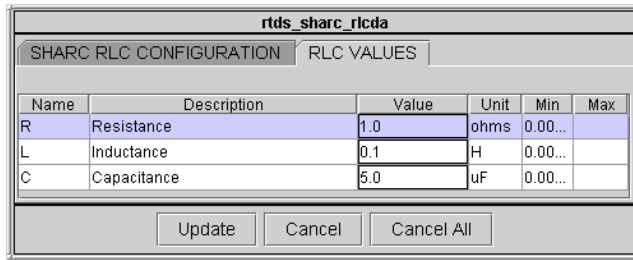 rtds_sharc_rlcda
SHARC RLC CONFIGURATION RLC VALUES
Name Description Value Unit Min Max
R Resistance 1.0 ohms 0.00...
L Inductance 0.1 H 0.00...
C Capacitance 5.0 uF 0.00...
Update Cancel Cancel All